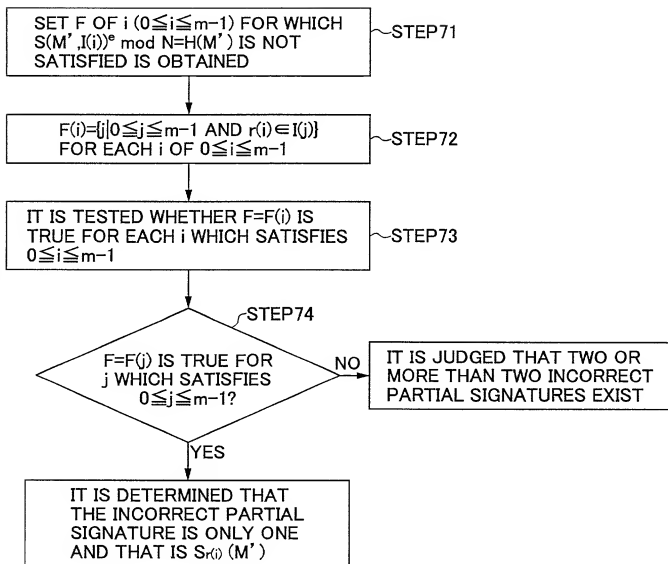 SET F OF i (0≦i≦m-1) FOR WHICH
S(M',I(i))ᵉ mod N=H(M') IS NOT
SATISFIED IS OBTAINED
STEP71
F(i)={j|0≦j≦m-1 AND r(i)∈I(j)}
FOR EACH i OF 0≦i≦m-1
STEP72
IT IS TESTED WHETHER F=F(i) IS
TRUE FOR EACH i WHICH SATISFIES
0≦i≦m-1
STEP73
STEP74
F=F(j) IS TRUE FOR
j WHICH SATISFIES
0≦j≦m-1?
NO
IT IS JUDGED THAT TWO OR
MORE THAN TWO INCORRECT
PARTIAL SIGNATURES EXIST
YES
IT IS DETERMINED THAT
THE INCORRECT PARTIAL
SIGNATURE IS ONLY ONE
AND THAT IS Sr(i) (M')